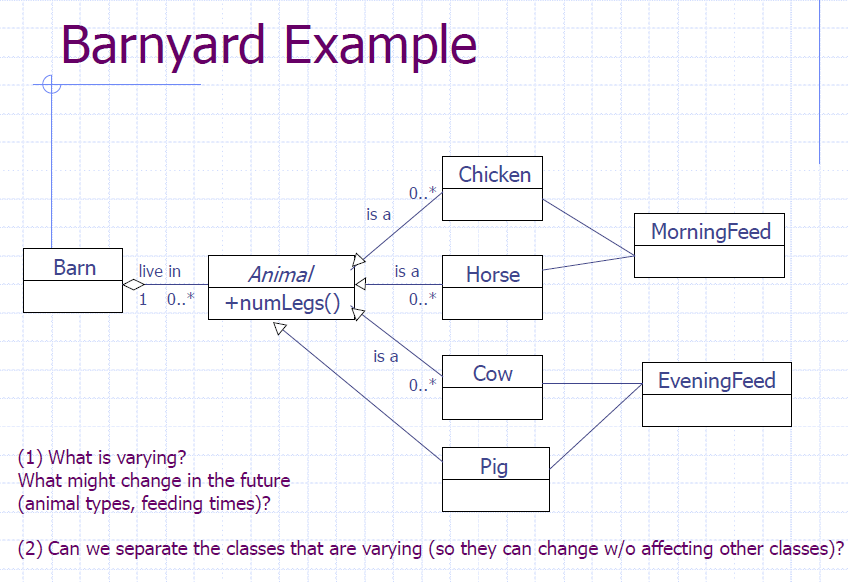 Barnyard Example
Chicken
0..*
is a
MorningFeed
Barn
live in
1 0..*
Animal
+numLegs()
is a
0..*
Horse
is a
0..*
Cow
EveningFeed
Pig
(1) What is varying?
What might change in the future
(animal types, feeding times)?
(2) Can we separate the classes that are varying (so they can change w/o affecting other classes)?